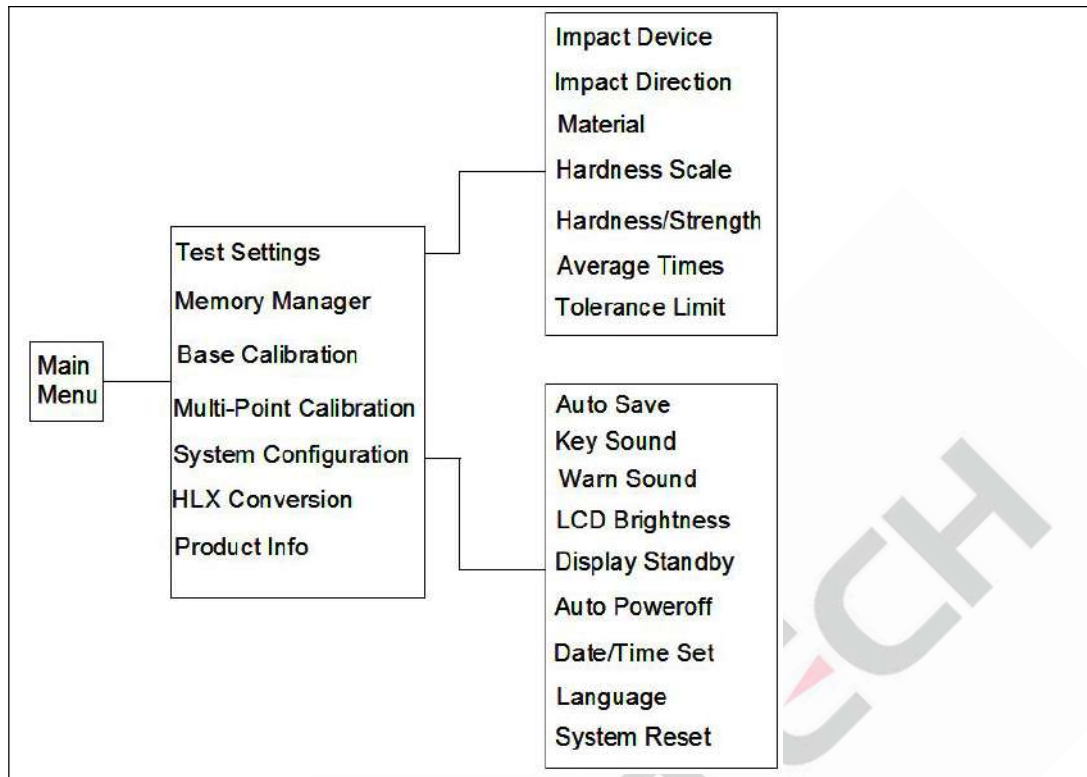 Main
Menu
Test Settings
Memory Manager
Base Calibration
Multi-Point Calibration
System Configuration
HLX Conversion
Product Info
Impact Device
Impact Direction
Material
Hardness Scale
Hardness/Strength
Average Times
Tolerance Limit
Auto Save
Key Sound
Warn Sound
LCD Brightness
Display Standby
Auto Poweroff
Date/Time Set
Language
System Reset